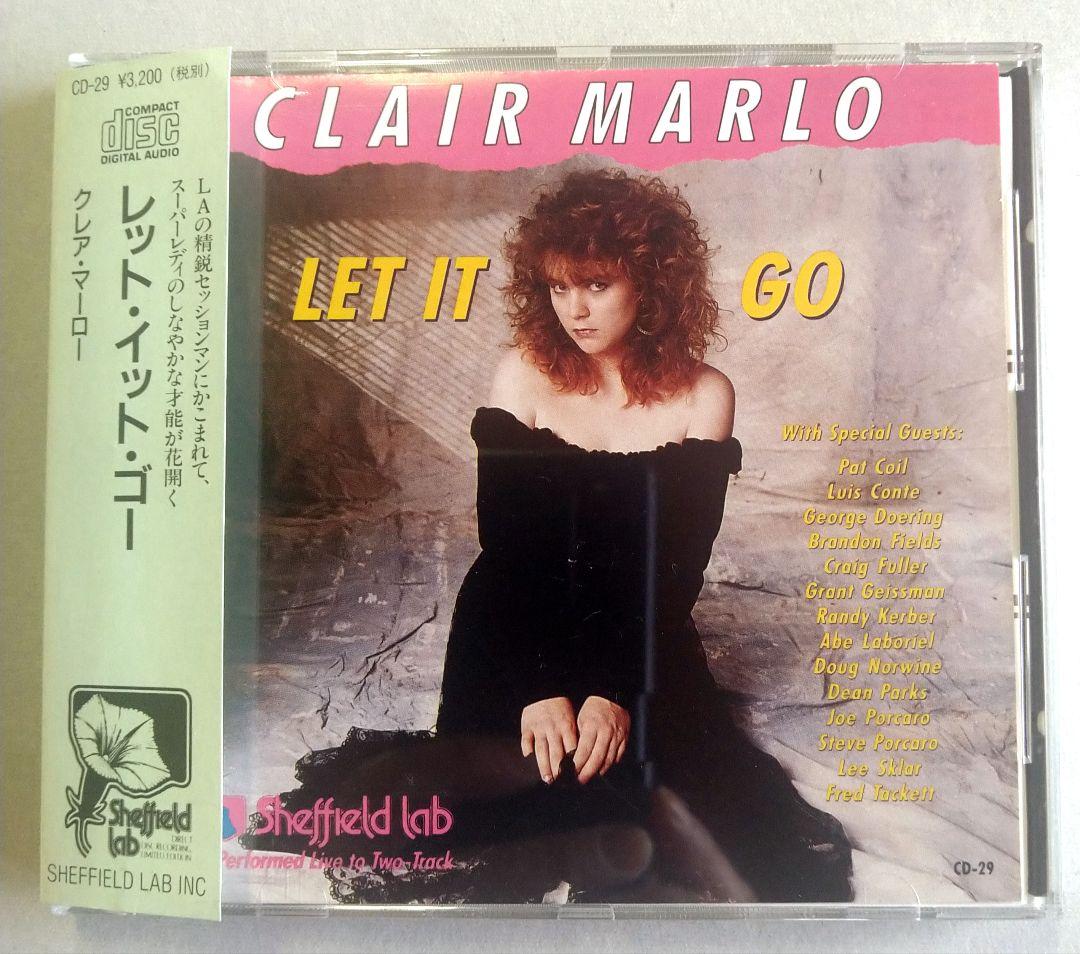 CD-29 ¥3,200 (税別)
COMPACT
disc
DIGITAL AUDIO
LAの精鋭セッションマンにかこまれて、
スーパーレディのしなやかな才能が花開く
レット・イット・ゴー
クレア・マーロー
Sheffield
Lab
DIRECT
DISC RECORDING
LIMITED EDITION
SHEFFIELD LAB INC
CLAIR MARLO
LET IT GO
With Special Guests:
Pat Coil
Luis Conte
George Doering
Brandon Fields
Craig Fuller
Grant Geissman
Randy Kerber
Abe Laboriel
Doug Norwine
Dean Parks
Joe Porcaro
Steve Porcaro
Lee Sklar
Fred Tackett
Sheffield Lab
Performed Live to Two-Track
CD-29